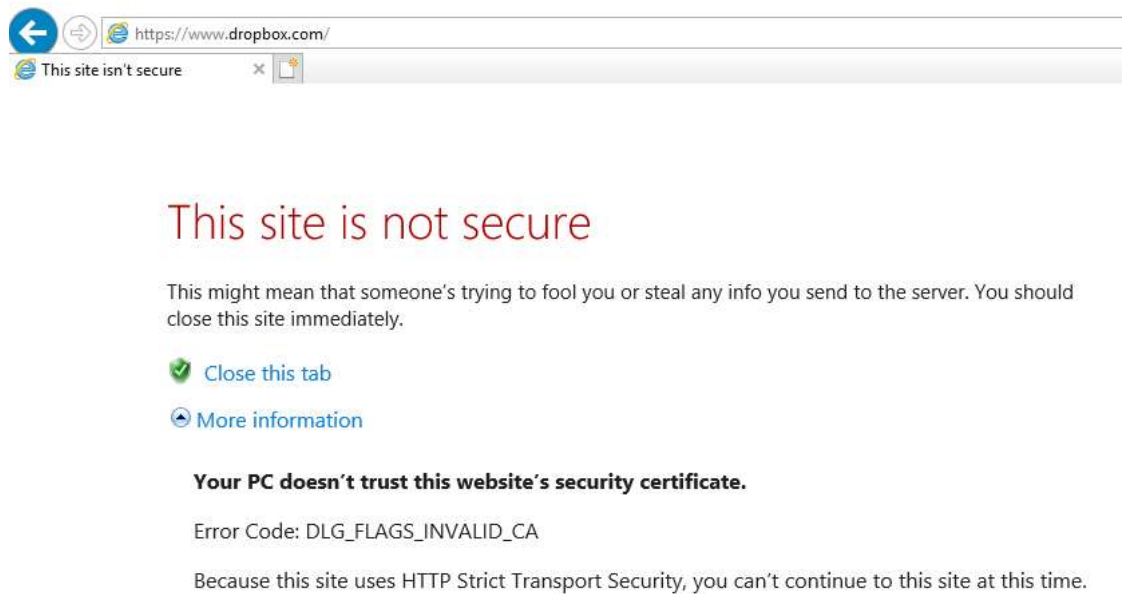 https://www.dropbox.com/
This site isn't secure
This site is not secure
This might mean that someone's trying to fool you or steal any info you send to the server. You should
close this site immediately.
Close this tab
More information
Your PC doesn't trust this website's security certificate.
Error Code: DLG_FLAGS_INVALID_CA
Because this site uses HTTP Strict Transport Security, you can't continue to this site at this time.